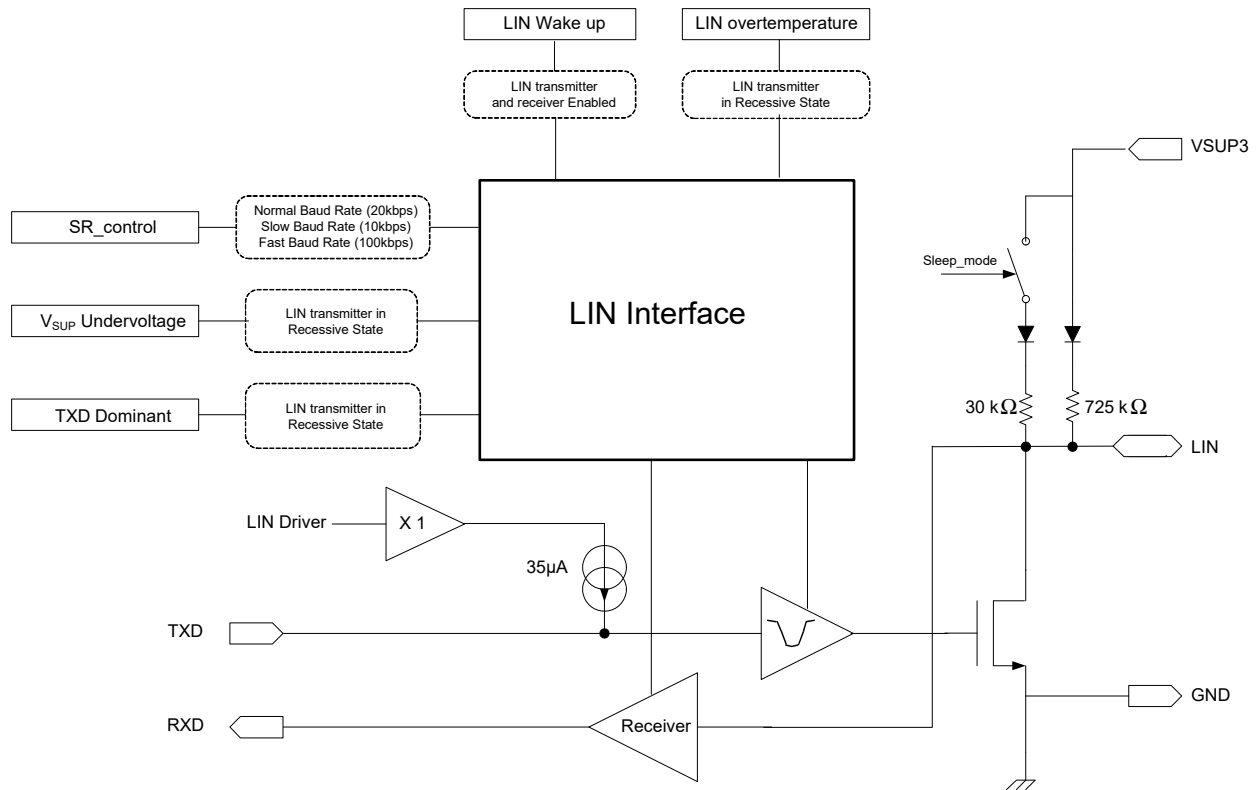 LIN Wake up
LIN overtemperature
LIN transmitter
and receiver Enabled
LIN transmitter
in Recessive State
VSUP3
SR_control
Normal Baud Rate (20kbps)
Slow Baud Rate (10kbps)
Fast Baud Rate (100kbps)
Sleep_mode
VSUP Undervoltage
LIN transmitter in
Recessive State
LIN Interface
TXD Dominant
LIN transmitter in
Recessive State
30 kΩ
725 kΩ
LIN
LIN Driver
X 1
35µA
TXD
GND
RXD
Receiver